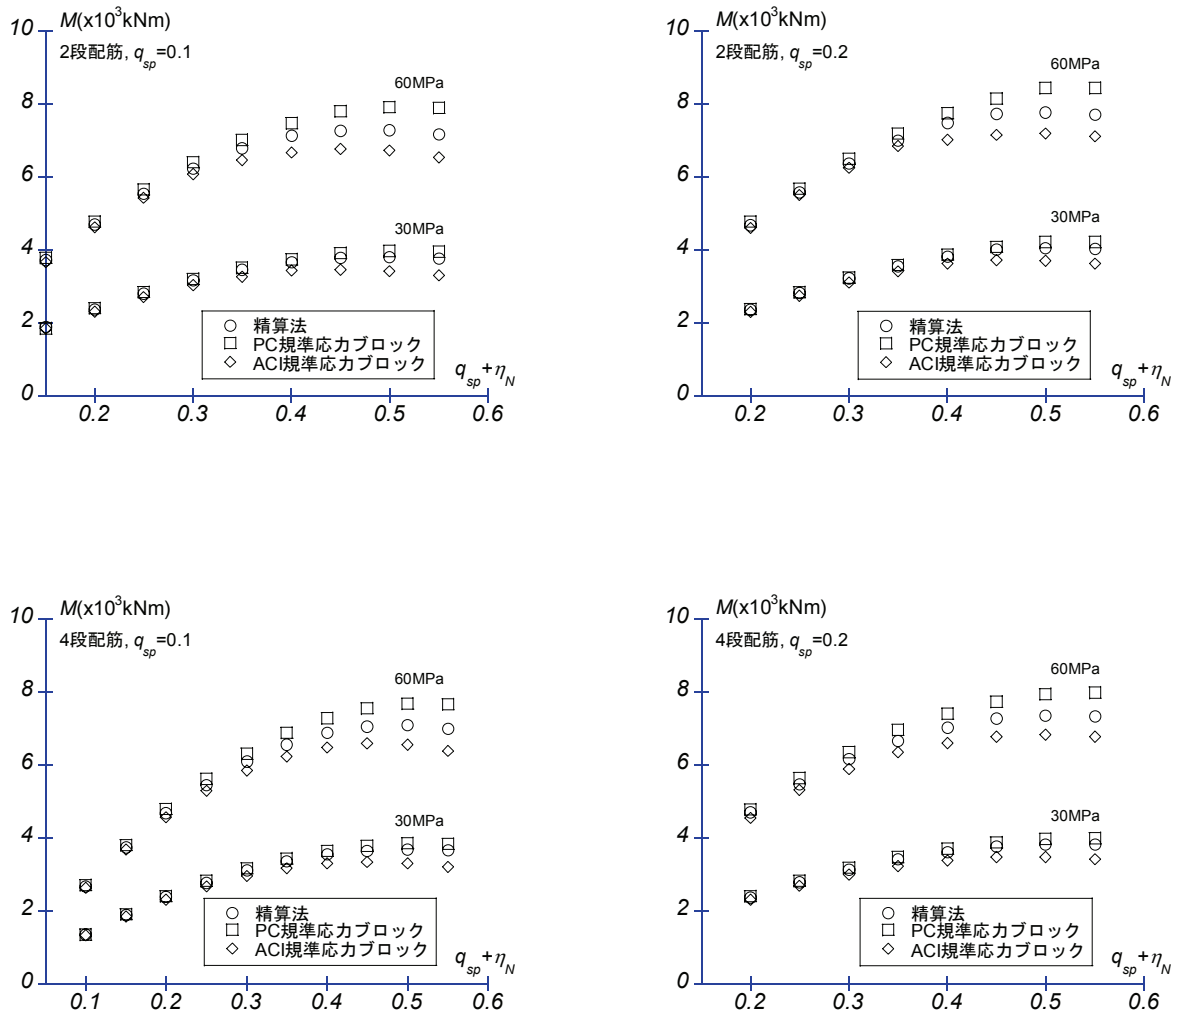 M(x10³kNm)
2段配筋, q_sp=0.1
10
8
6
4
2
0
60MPa
30MPa
精算法
PC規準応力ブロック
ACI規準応力ブロック
q_sp+η_N
0.2 0.3 0.4 0.5 0.6
M(x10³kNm)
2段配筋, q_sp=0.2
10
8
6
4
2
0
60MPa
30MPa
精算法
PC規準応力ブロック
ACI規準応力ブロック
q_sp+η_N
0.2 0.3 0.4 0.5 0.6
M(x10³kNm)
4段配筋, q_sp=0.1
10
8
6
4
2
0
60MPa
30MPa
精算法
PC規準応力ブロック
ACI規準応力ブロック
q_sp+η_N
0.1 0.2 0.3 0.4 0.5 0.6
M(x10³kNm)
4段配筋, q_sp=0.2
10
8
6
4
2
0
60MPa
30MPa
精算法
PC規準応力ブロック
ACI規準応力ブロック
q_sp+η_N
0.2 0.3 0.4 0.5 0.6